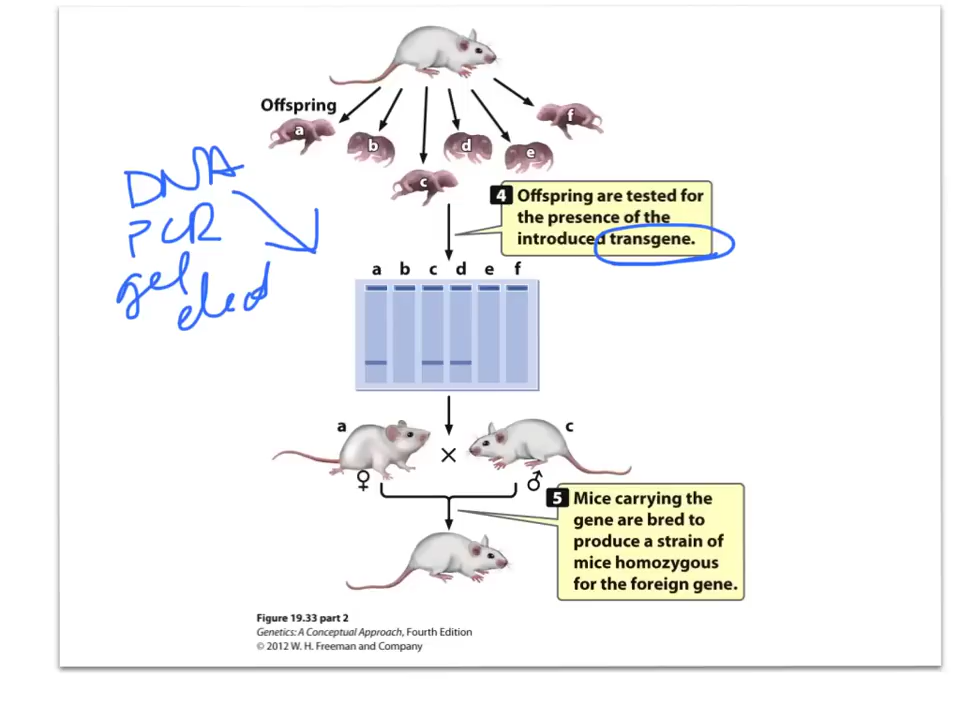 Offspring
a
b
c
d
e
f
DNA
PCR
gel
elect
4 Offspring are tested for
the presence of the
introduced transgene.
a b c d e f
a
c
×
♀
♂
5 Mice carrying the
gene are bred to
produce a strain of
mice homozygous
for the foreign gene.
Figure 19.33 part 2
Genetics: A Conceptual Approach, Fourth Edition
© 2012 W. H. Freeman and Company